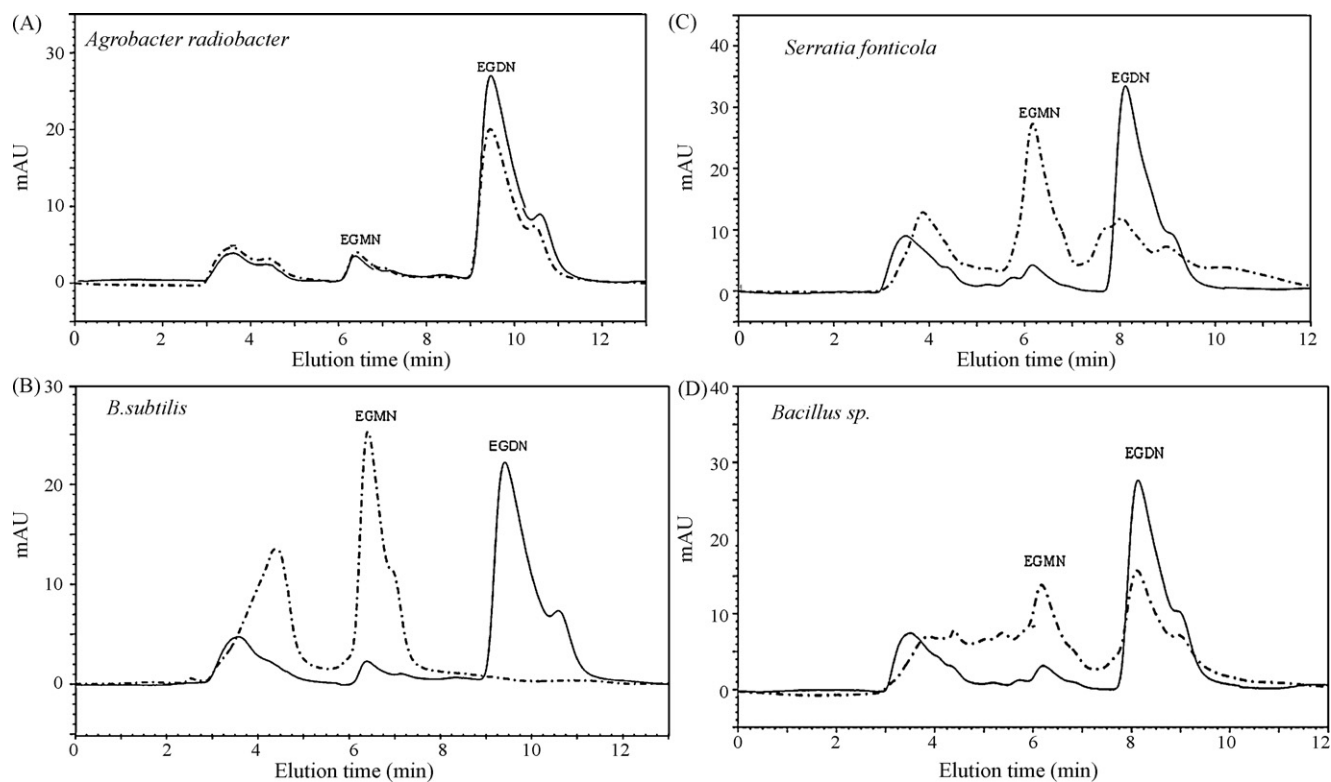 (A)
Agrobacter radiobacter
EGDN
EGMN
mAU
30
20
10
0
0 2 4 6 8 10 12
Elution time (min)
(C)
Serratia fonticola
EGDN
EGMN
mAU
40
30
20
10
0
0 2 4 6 8 10 12
Elution time (min)
(B)
B.subtilis
EGMN
EGDN
mAU
30
20
10
0
0 2 4 6 8 10 12
Elution time (min)
(D)
Bacillus sp.
EGDN
EGMN
mAU
40
30
20
10
0
0 2 4 6 8 10 12
Elution time (min)